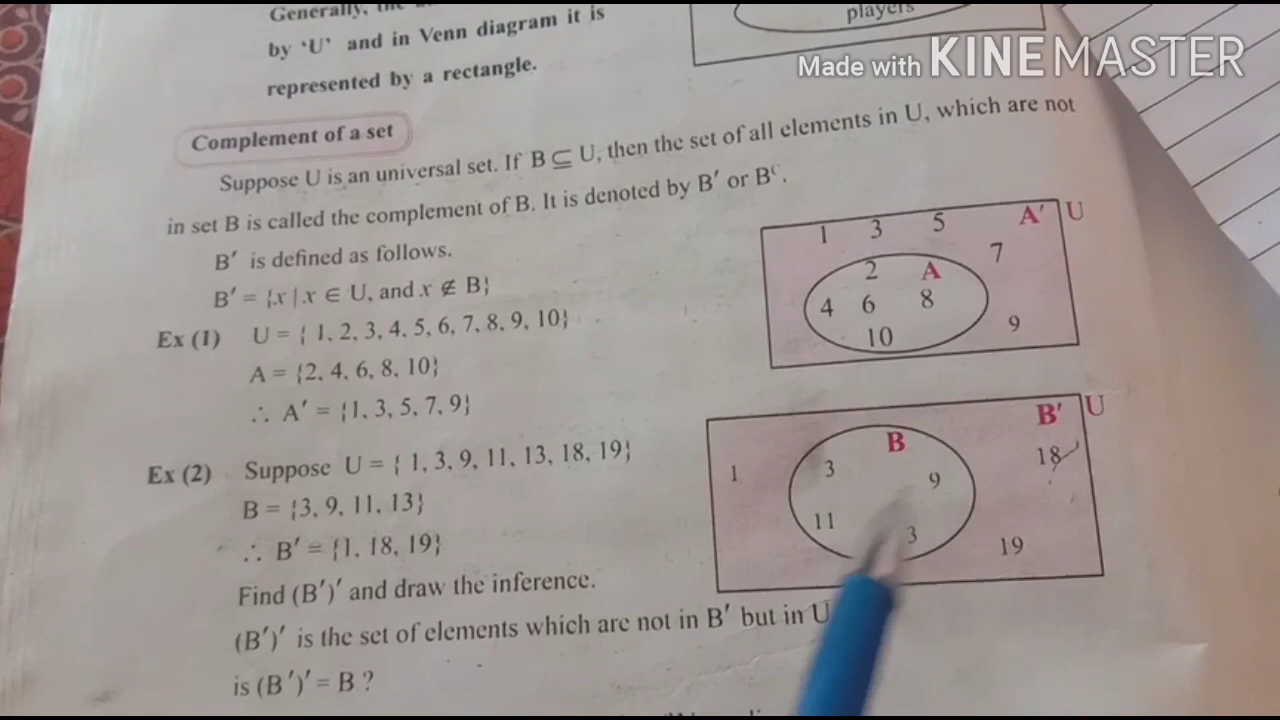 Generally, the
by ‘U’ and in Venn diagram it is
represented by a rectangle.
players
Made with KINEMASTER
Complement of a set
Suppose U is an universal set. If B ⊆ U, then the set of all elements in U, which are not
in set B is called the complement of B. It is denoted by B′ or Bᶜ.
B′ is defined as follows.
B′ = {x | x ∈ U, and x ∉ B}
Ex (1) U = { 1, 2, 3, 4, 5, 6, 7, 8, 9, 10}
A = {2, 4, 6, 8, 10}
∴ A′ = {1, 3, 5, 7, 9}
1 3 5 A′ U
7
2 A
4 6 8
10 9
Ex (2) Suppose U = { 1, 3, 9, 11, 13, 18, 19}
B = {3, 9, 11, 13}
∴ B′ = {1, 18, 19}
B B′ U
1 3 9 18
11 3 19
Find (B′)′ and draw the inference.
(B′)′ is the set of elements which are not in B′ but in U
is (B′)′ = B ?